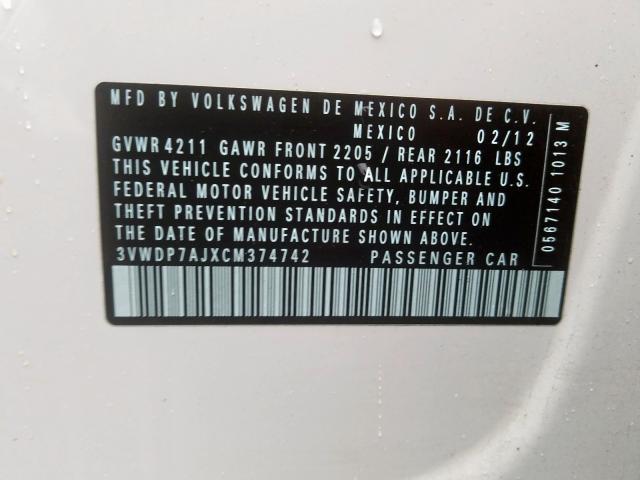 MFD BY VOLKSWAGEN DE MEXICO S.A. DE C.V.
MEXICO 02/12
GVWR 4211 GAWR FRONT 2205 / REAR 2116 LBS
THIS VEHICLE CONFORMS TO ALL APPLICABLE U.S.
FEDERAL MOTOR VEHICLE SAFETY, BUMPER AND
THEFT PREVENTION STANDARDS IN EFFECT ON
THE DATE OF MANUFACTURE SHOWN ABOVE.
3VWDP7AJXCM374742 PASSENGER CAR
0567140 1013 M